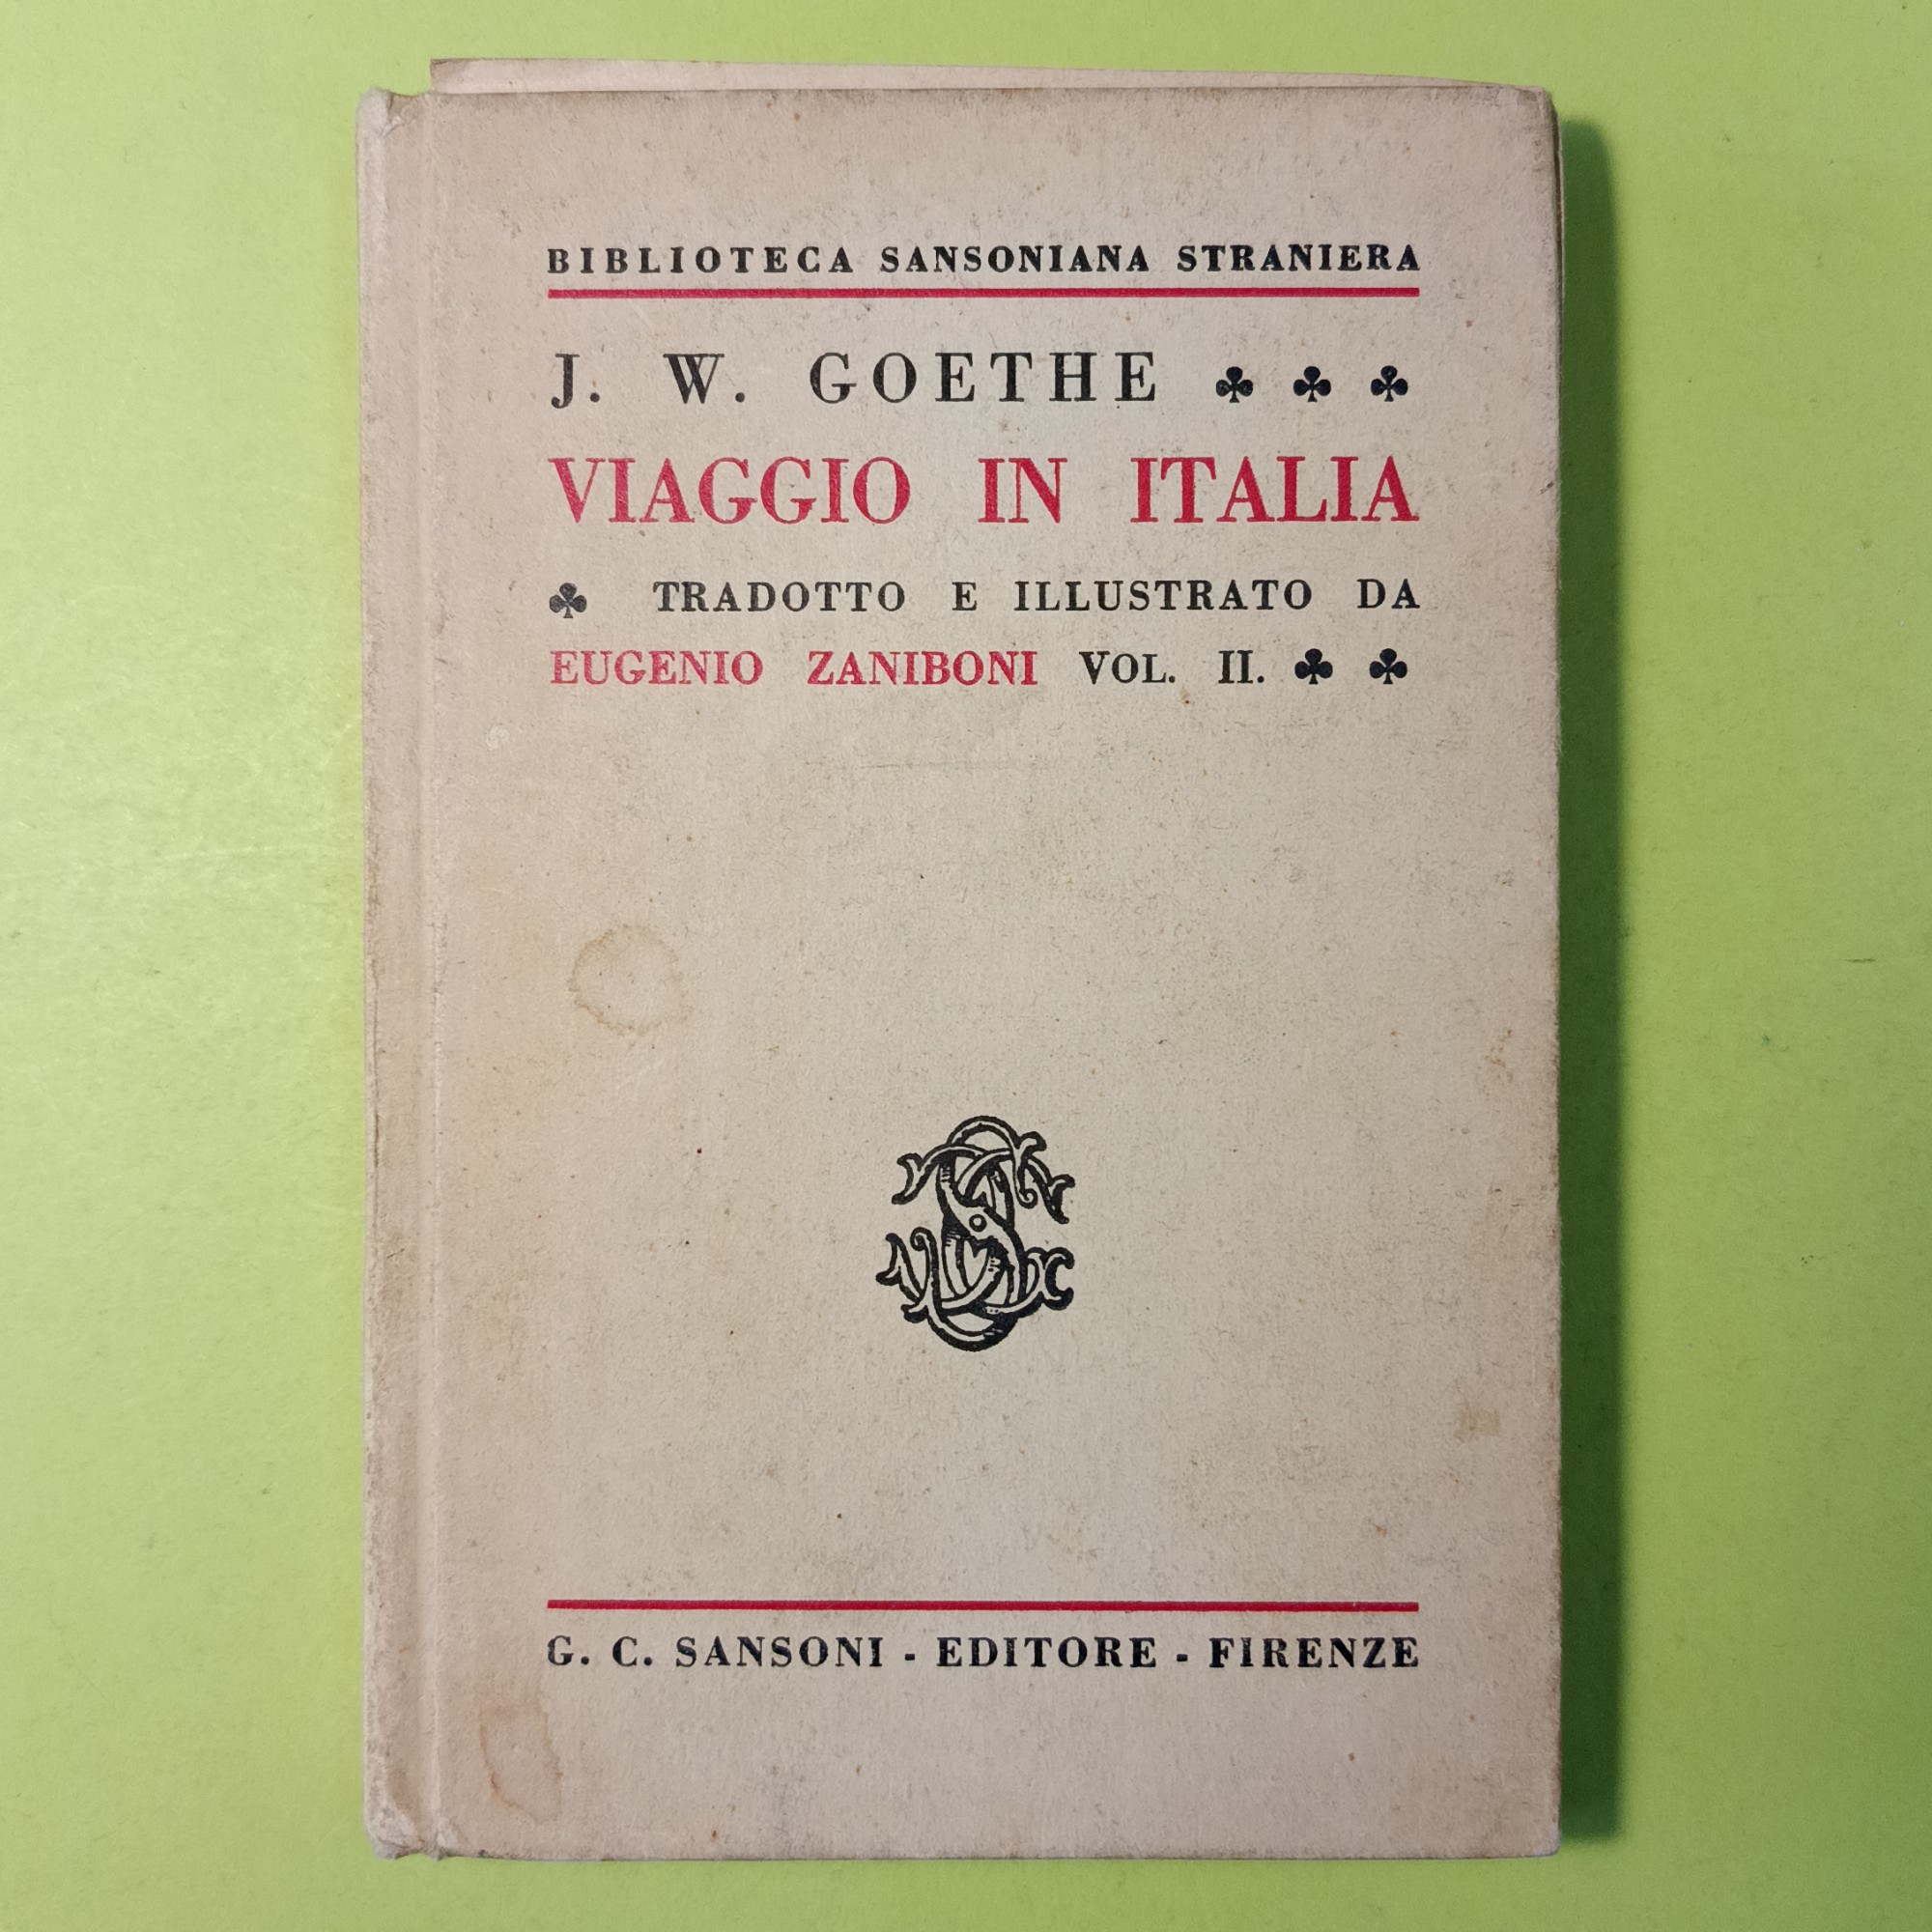 BIBLIOTECA SANSONIANA STRANIERA
J. W. GOETHE ♣ ♣ ♣
VIAGGIO IN ITALIA
♣ TRADOTTO E ILLUSTRATO DA
EUGENIO ZANIBONI VOL. II. ♣ ♣
G. C. SANSONI - EDITORE - FIRENZE